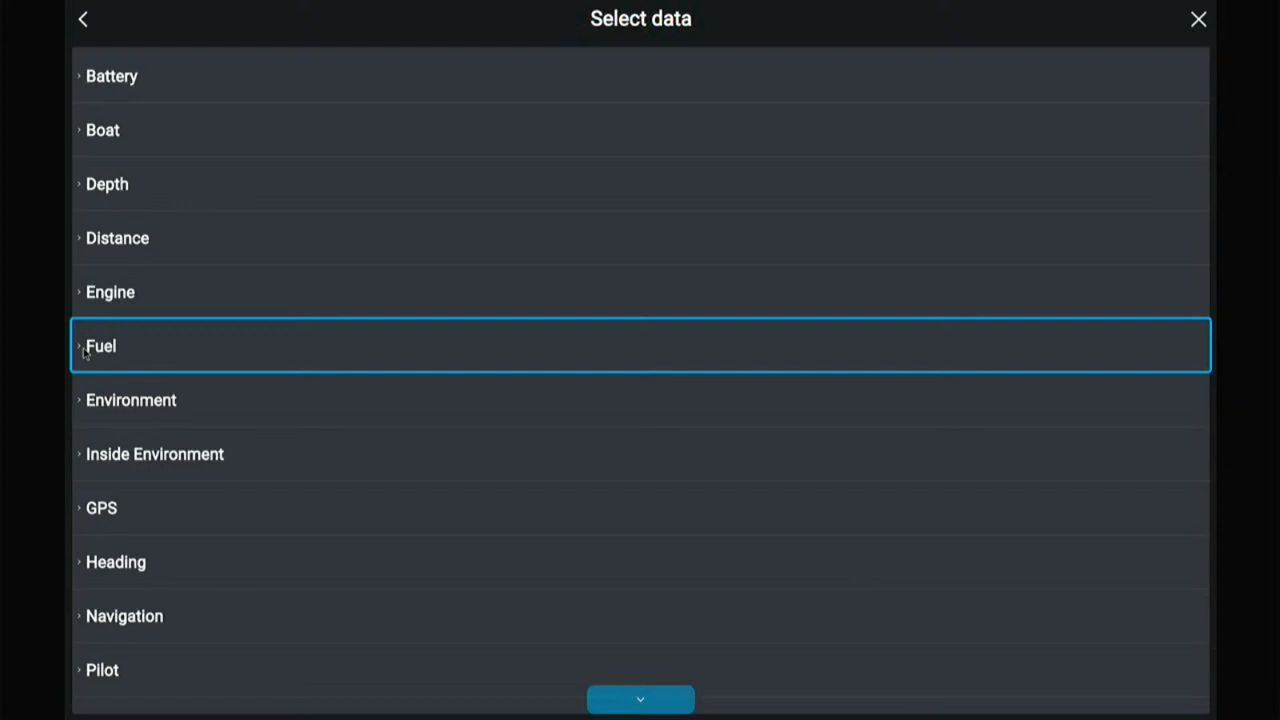 Select data
Battery
Boat
Depth
Distance
Engine
Fuel
Environment
Inside Environment
GPS
Heading
Navigation
Pilot